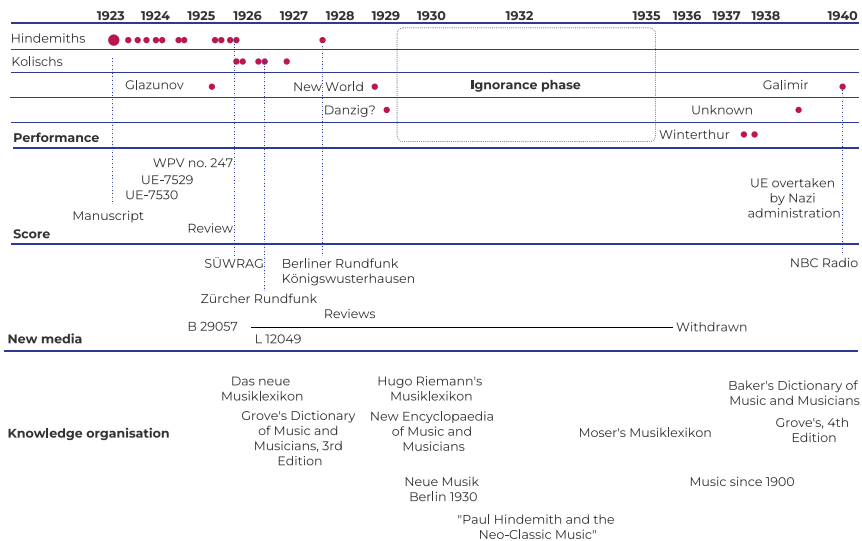 1923 1924 1925 1926 1927 1928 1929 1930 1932 1935 1936 1937 1938 1940
Hindemiths
Kolischs
Glazunov New World Ignorance phase Galimir
Danzig? Unknown
Performance Winterthur
WPV no. 247
UE-7529
UE-7530
Manuscript
Review
UE overtaken
by Nazi
administration
Score
SÜWRAG Berliner Rundfunk NBC Radio
Königswusterhausen
Zürcher Rundfunk
Reviews
B 29057 Withdrawn
L 12049
New media
Das neue
Musiklexikon
Hugo Riemann's
Musiklexikon
Baker's Dictionary of
Music and Musicians
Grove's Dictionary
of Music and
Musicians, 3rd
Edition
New Encyclopaedia
of Music and
Musicians
Grove's, 4th
Edition
Knowledge organisation
Moser's Musiklexikon
Neue Musik
Berlin 1930
Music since 1900
"Paul Hindemith and the
Neo-Classic Music"